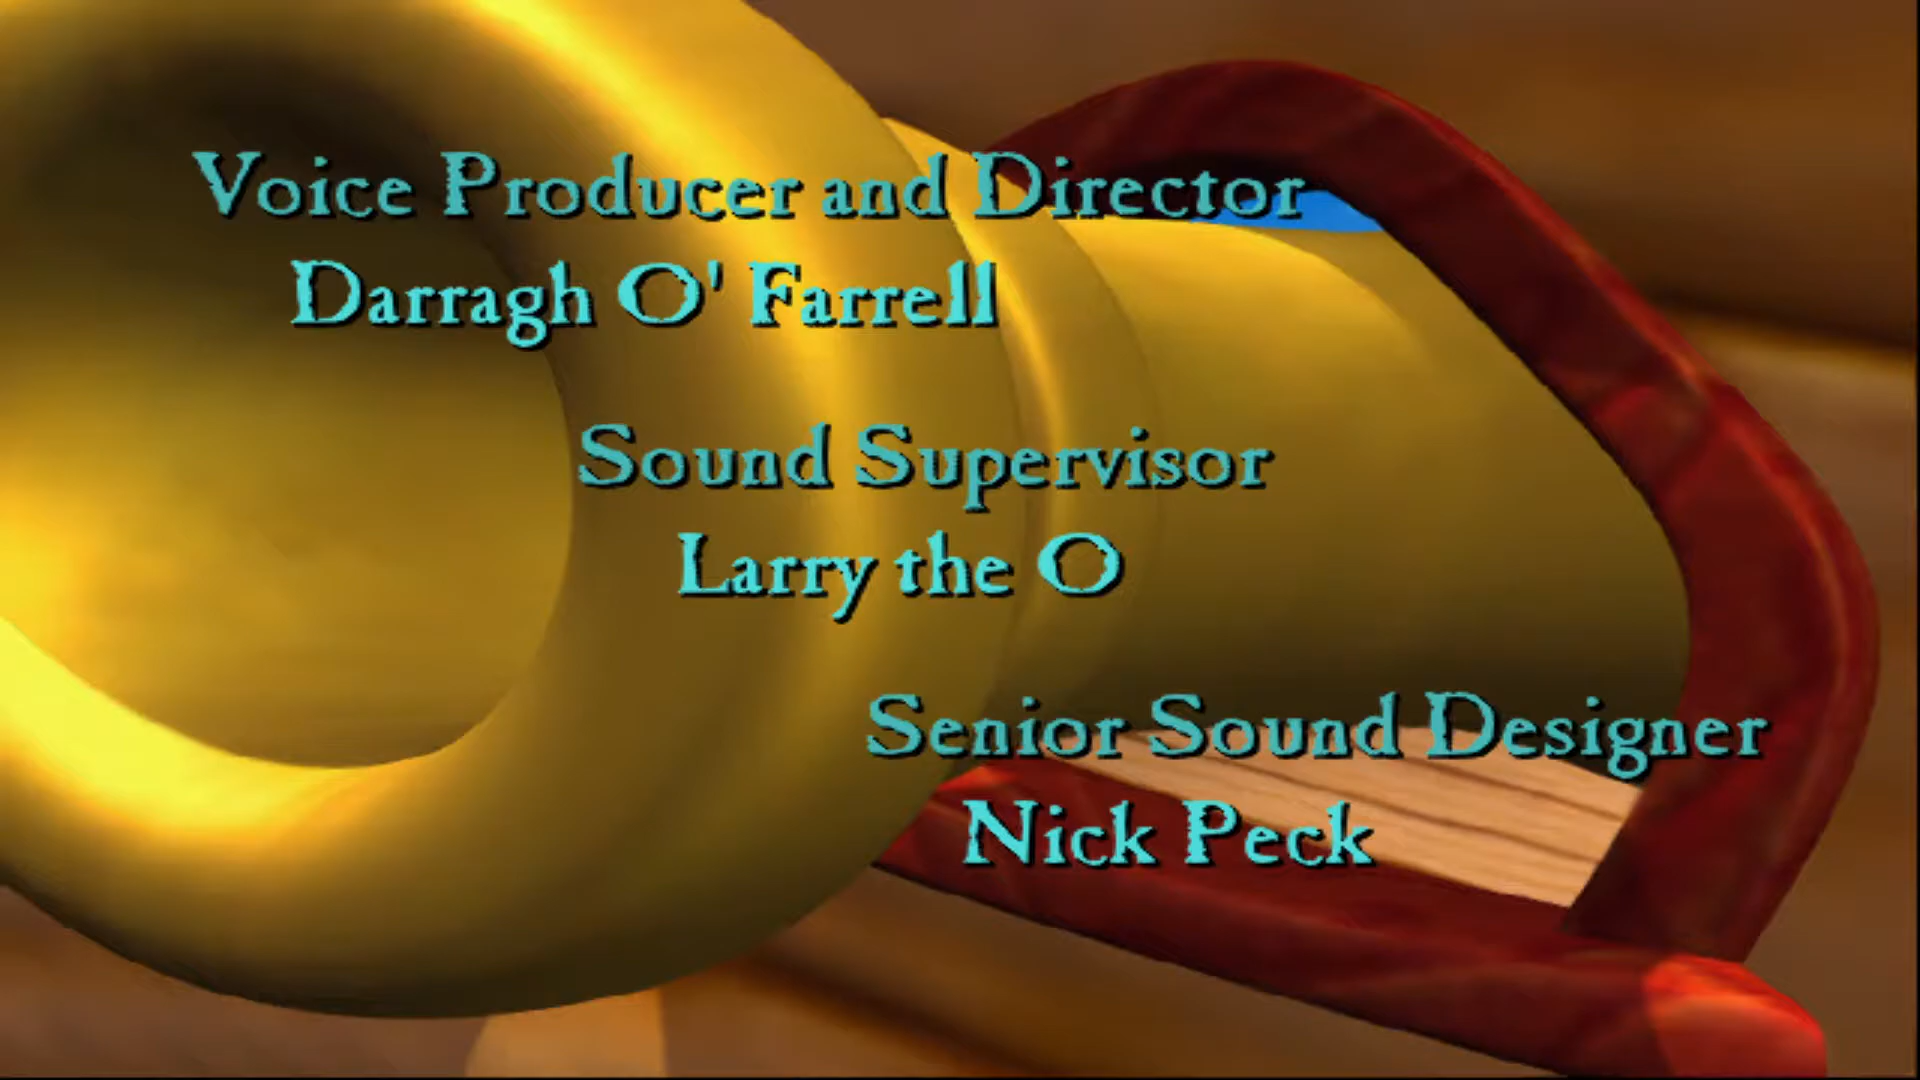 Voice Producer and Director
Darragh O' Farrell
Sound Supervisor
Larry the O
Senior Sound Designer
Nick Peck